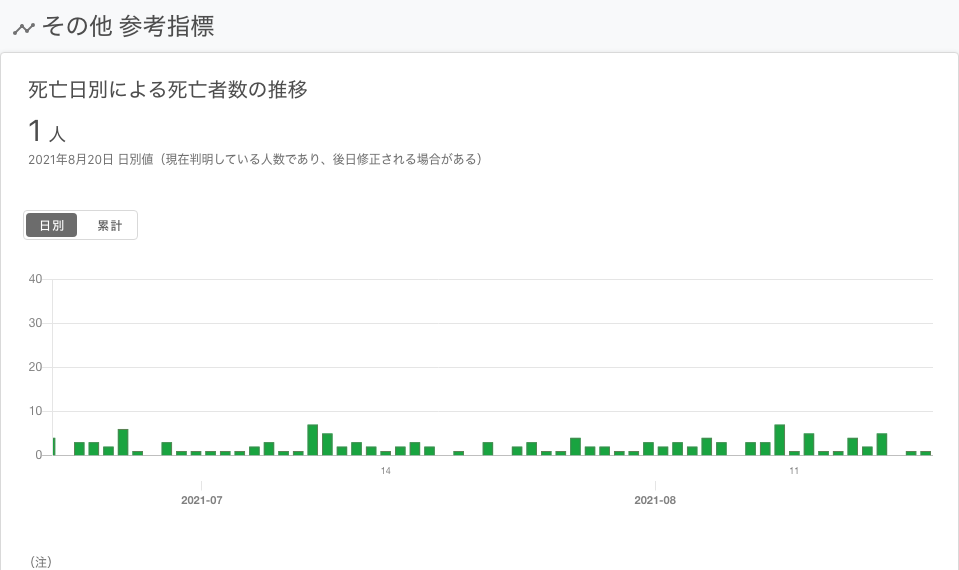 その他 参考指標
死亡日別による死亡者数の推移
1 人
2021年8月20日 日別値（現在判明している人数であり、後日修正される場合がある）
日別 累計
40
30
20
10
0
14 11
2021-07 2021-08
（注）